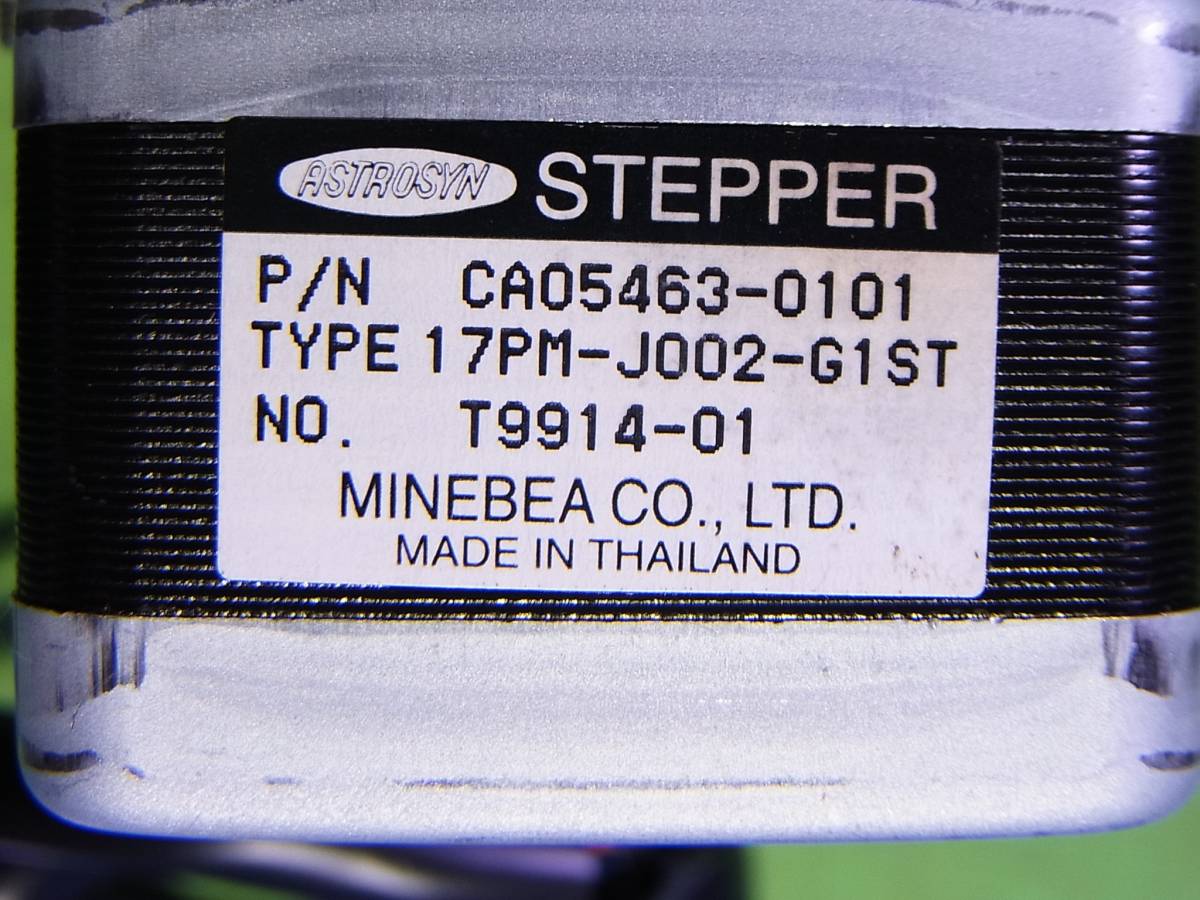 ASTROSYN STEPPER
P/N CA05463-0101
TYPE 17PM-J002-G1ST
NO. T9914-01
MINEBEA CO., LTD.
MADE IN THAILAND